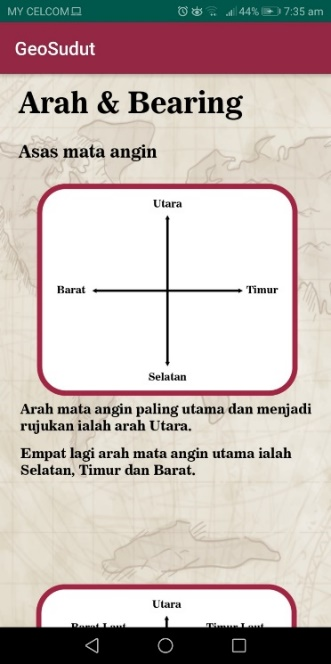 MY CELCOM 44% 7:35 am
GeoSudut
Arah & Bearing
Asas mata angin
Utara
Barat Timur
Selatan
Arah mata angin paling utama dan menjadi
rujukan ialah arah Utara.
Empat lagi arah mata angin utama ialah
Selatan, Timur dan Barat.
Utara
Barat Laut Timur Laut